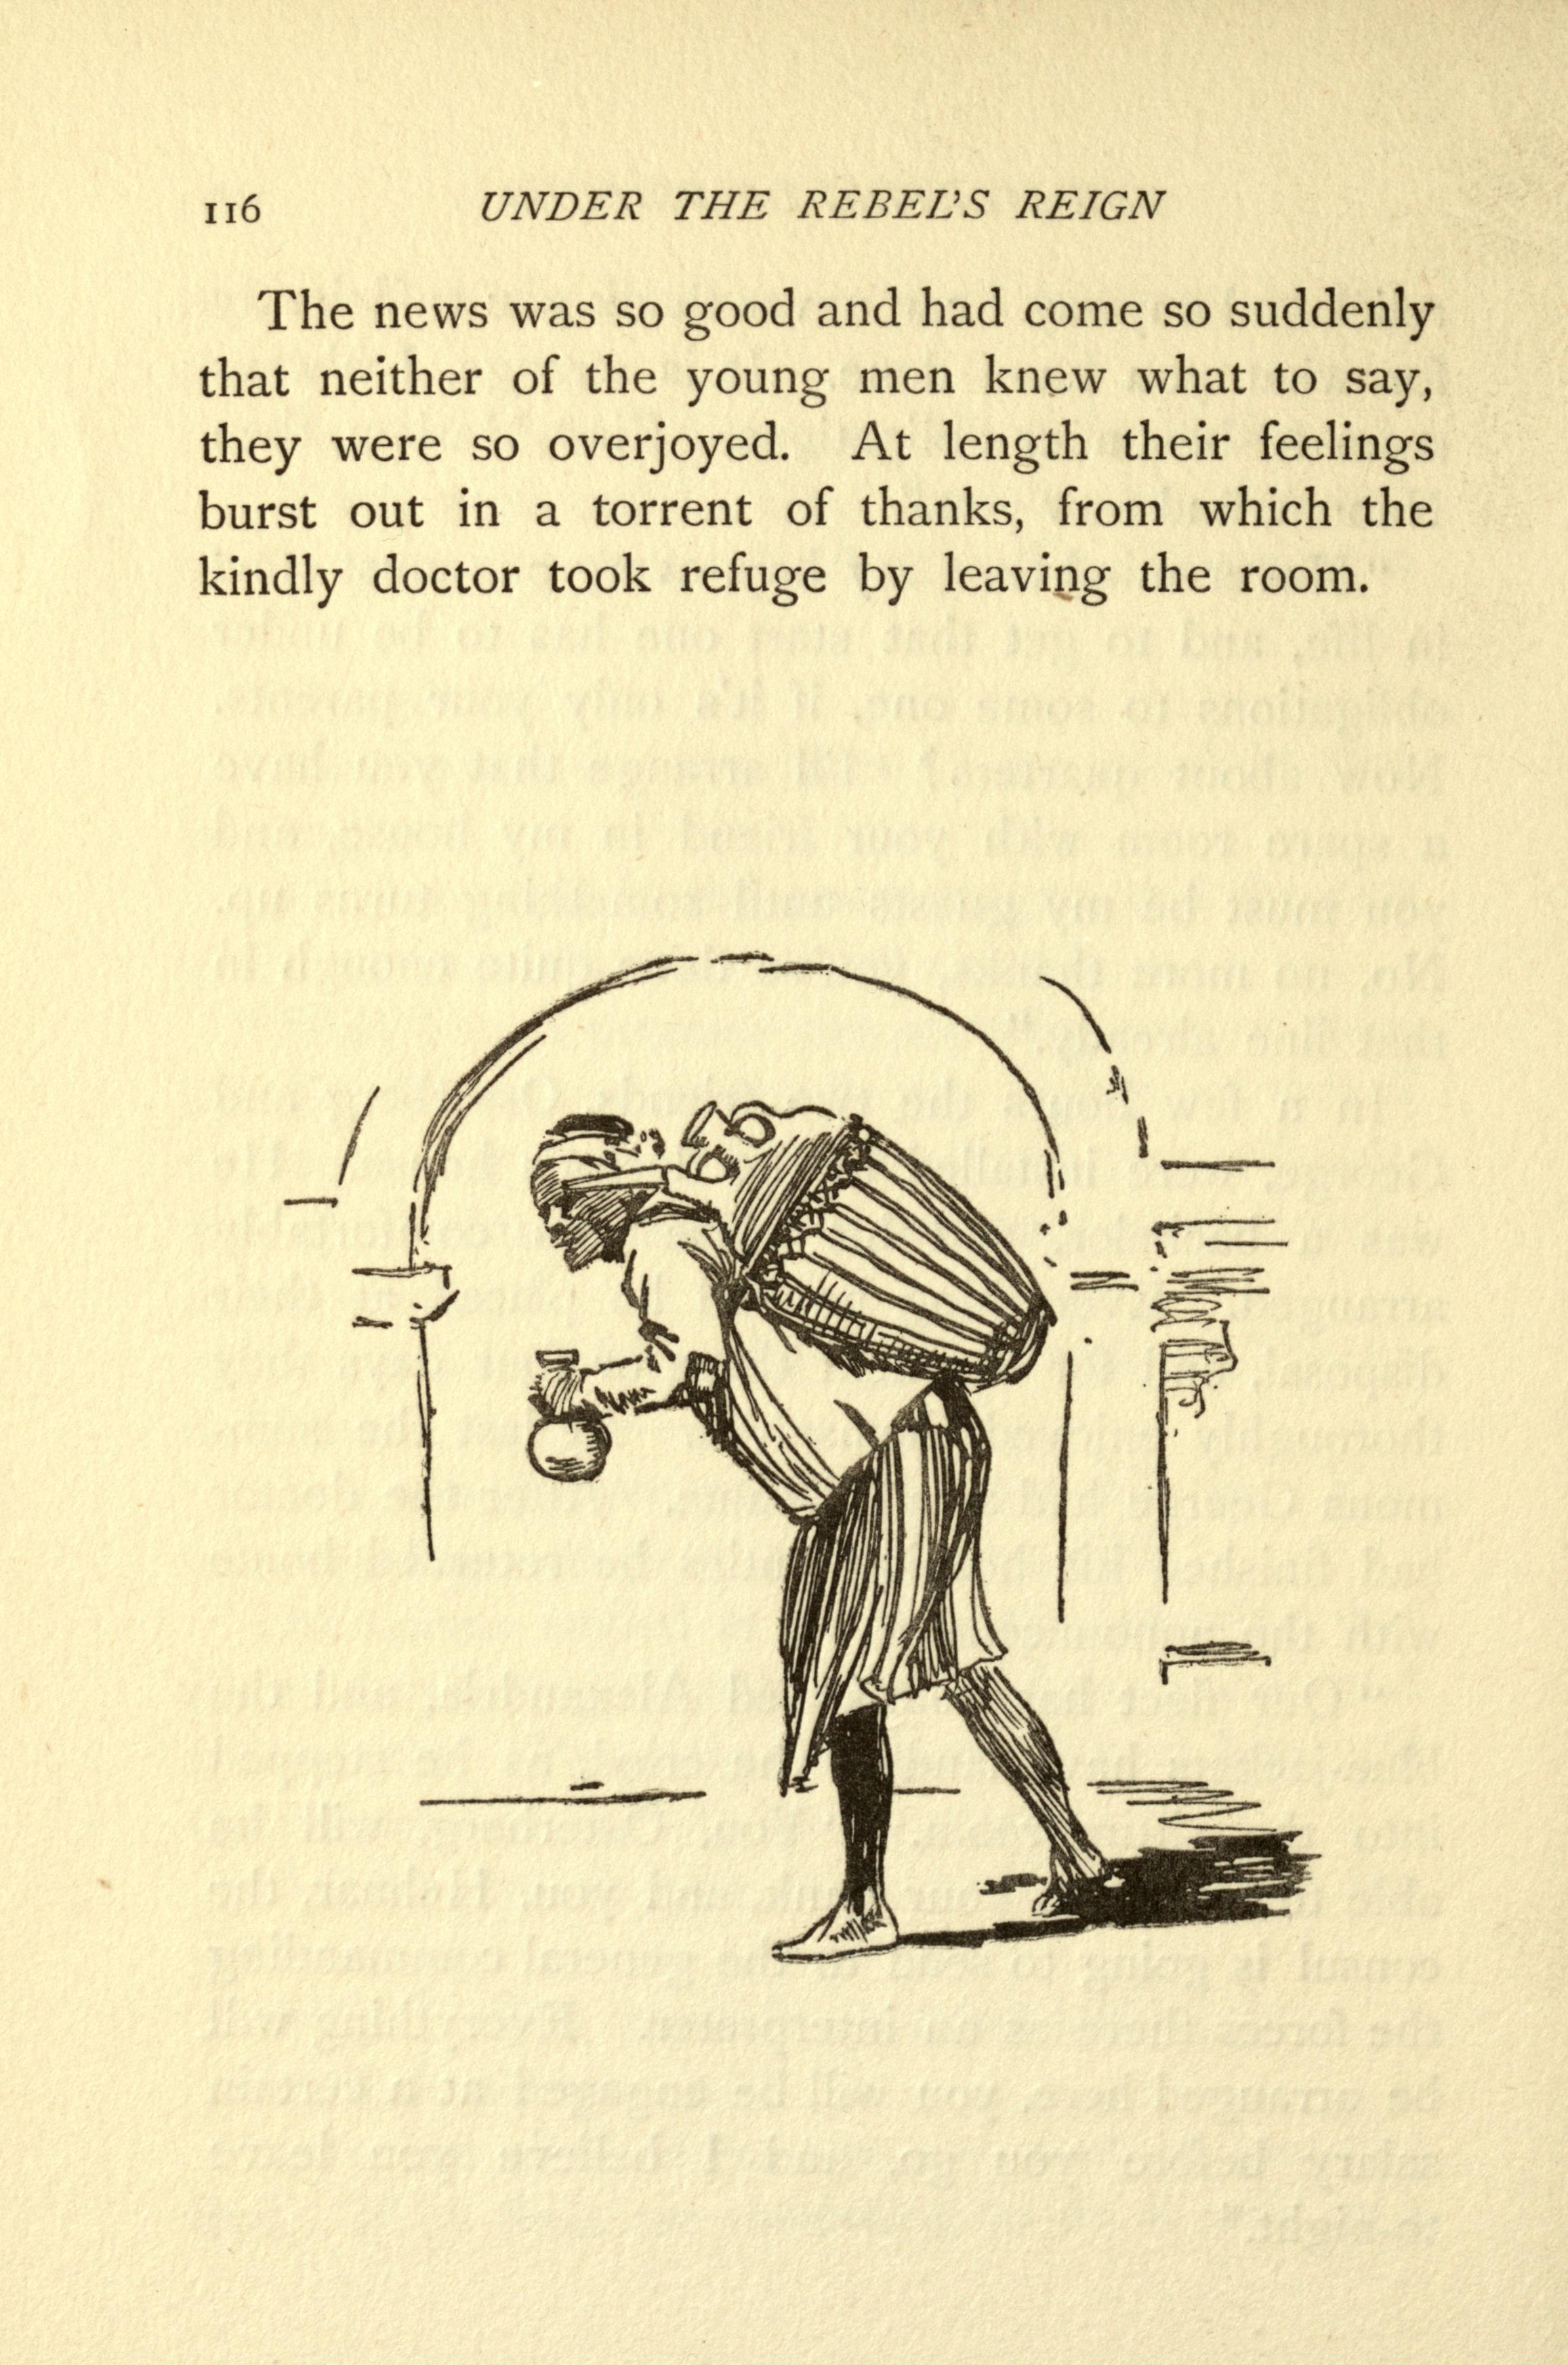 116 UNDER THE REBEL'S REIGN
The news was so good and had come so suddenly
that neither of the young men knew what to say,
they were so overjoyed. At length their feelings
burst out in a torrent of thanks, from which the
kindly doctor took refuge by leaving the room.